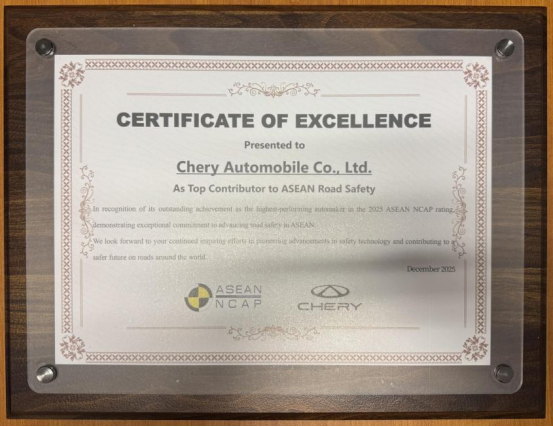 CERTIFICATE OF EXCELLENCE
Presented to
Chery Automobile Co., Ltd.
As Top Contributor to ASEAN Road Safety
In recognition of its outstanding achievement as the highest-performing automaker in the 2025 ASEAN NCAP rating,
demonstrating exceptional commitment to advancing road safety in ASEAN.
We look forward to your continued inspiring efforts in pioneering advancements in safety technology and contributing to a
safer future on roads around the world.
December 2025
ASEAN
NCAP
CHERY